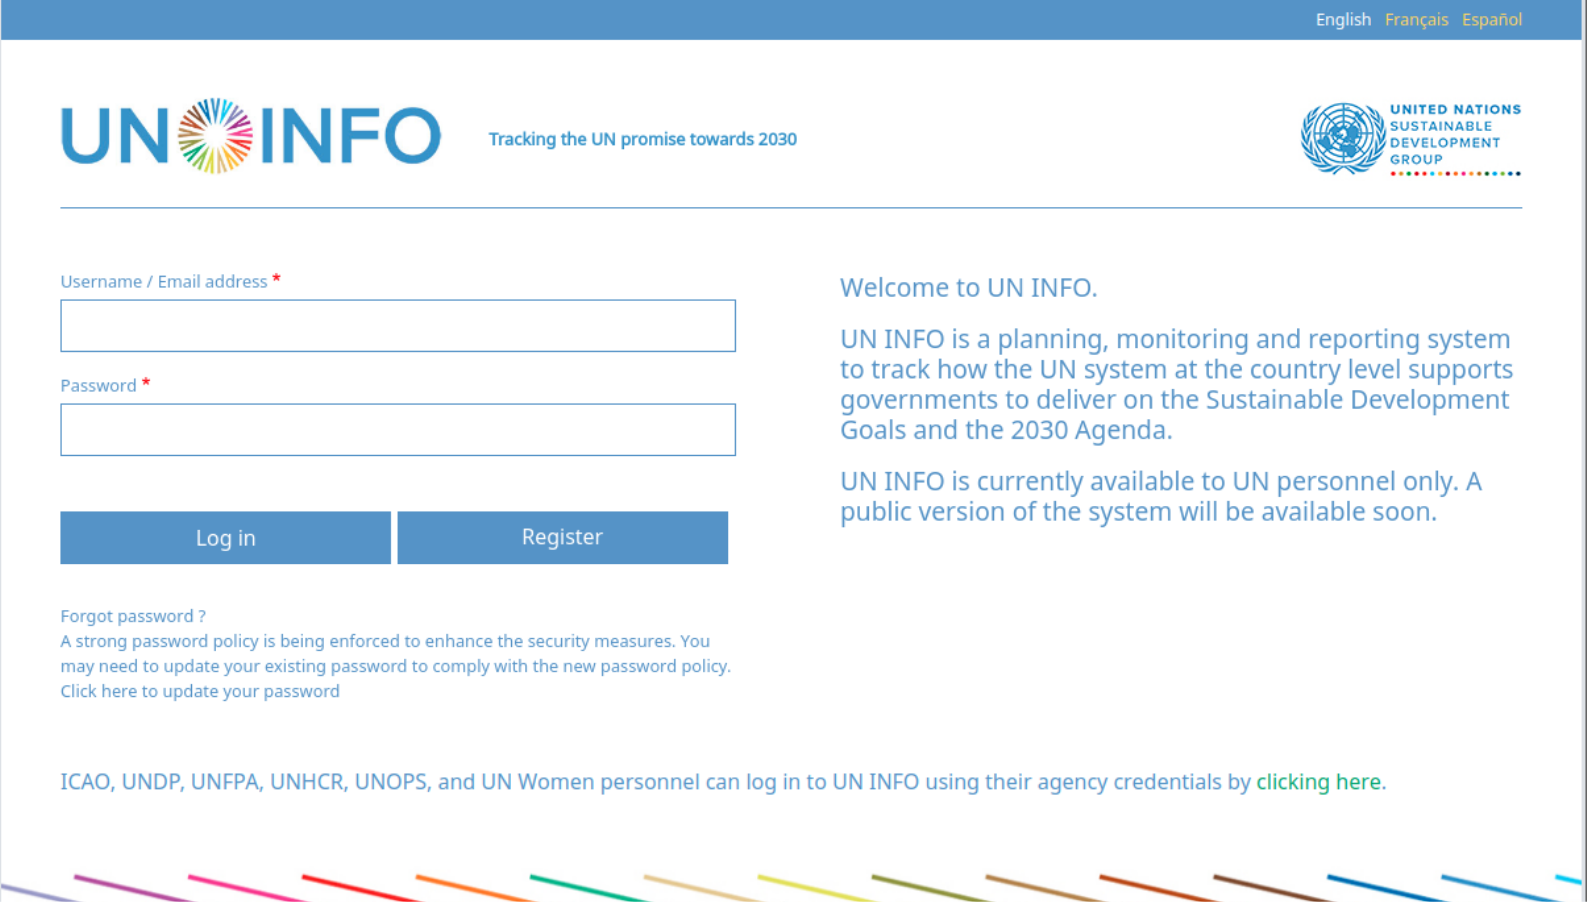 English Français Español
UN INFO
Tracking the UN promise towards 2030
UNITED NATIONS
SUSTAINABLE
DEVELOPMENT
GROUP
Username / Email address *
Password *
Log in
Register
Forgot password ?
A strong password policy is being enforced to enhance the security measures. You
may need to update your existing password to comply with the new password policy.
Click here to update your password
Welcome to UN INFO.
UN INFO is a planning, monitoring and reporting system
to track how the UN system at the country level supports
governments to deliver on the Sustainable Development
Goals and the 2030 Agenda.
UN INFO is currently available to UN personnel only. A
public version of the system will be available soon.
ICAO, UNDP, UNFPA, UNHCR, UNOPS, and UN Women personnel can log in to UN INFO using their agency credentials by clicking here.